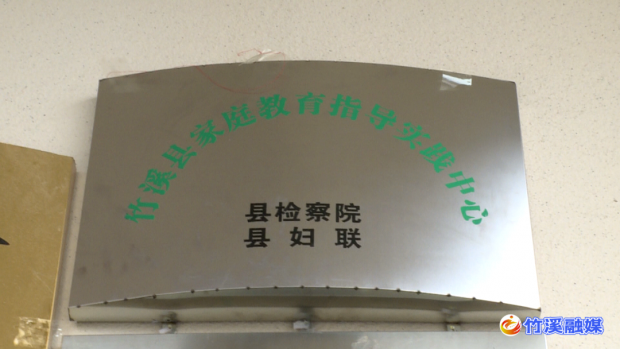 竹溪县家庭教育指导实践中心
县检察院
县妇联
竹溪融媒